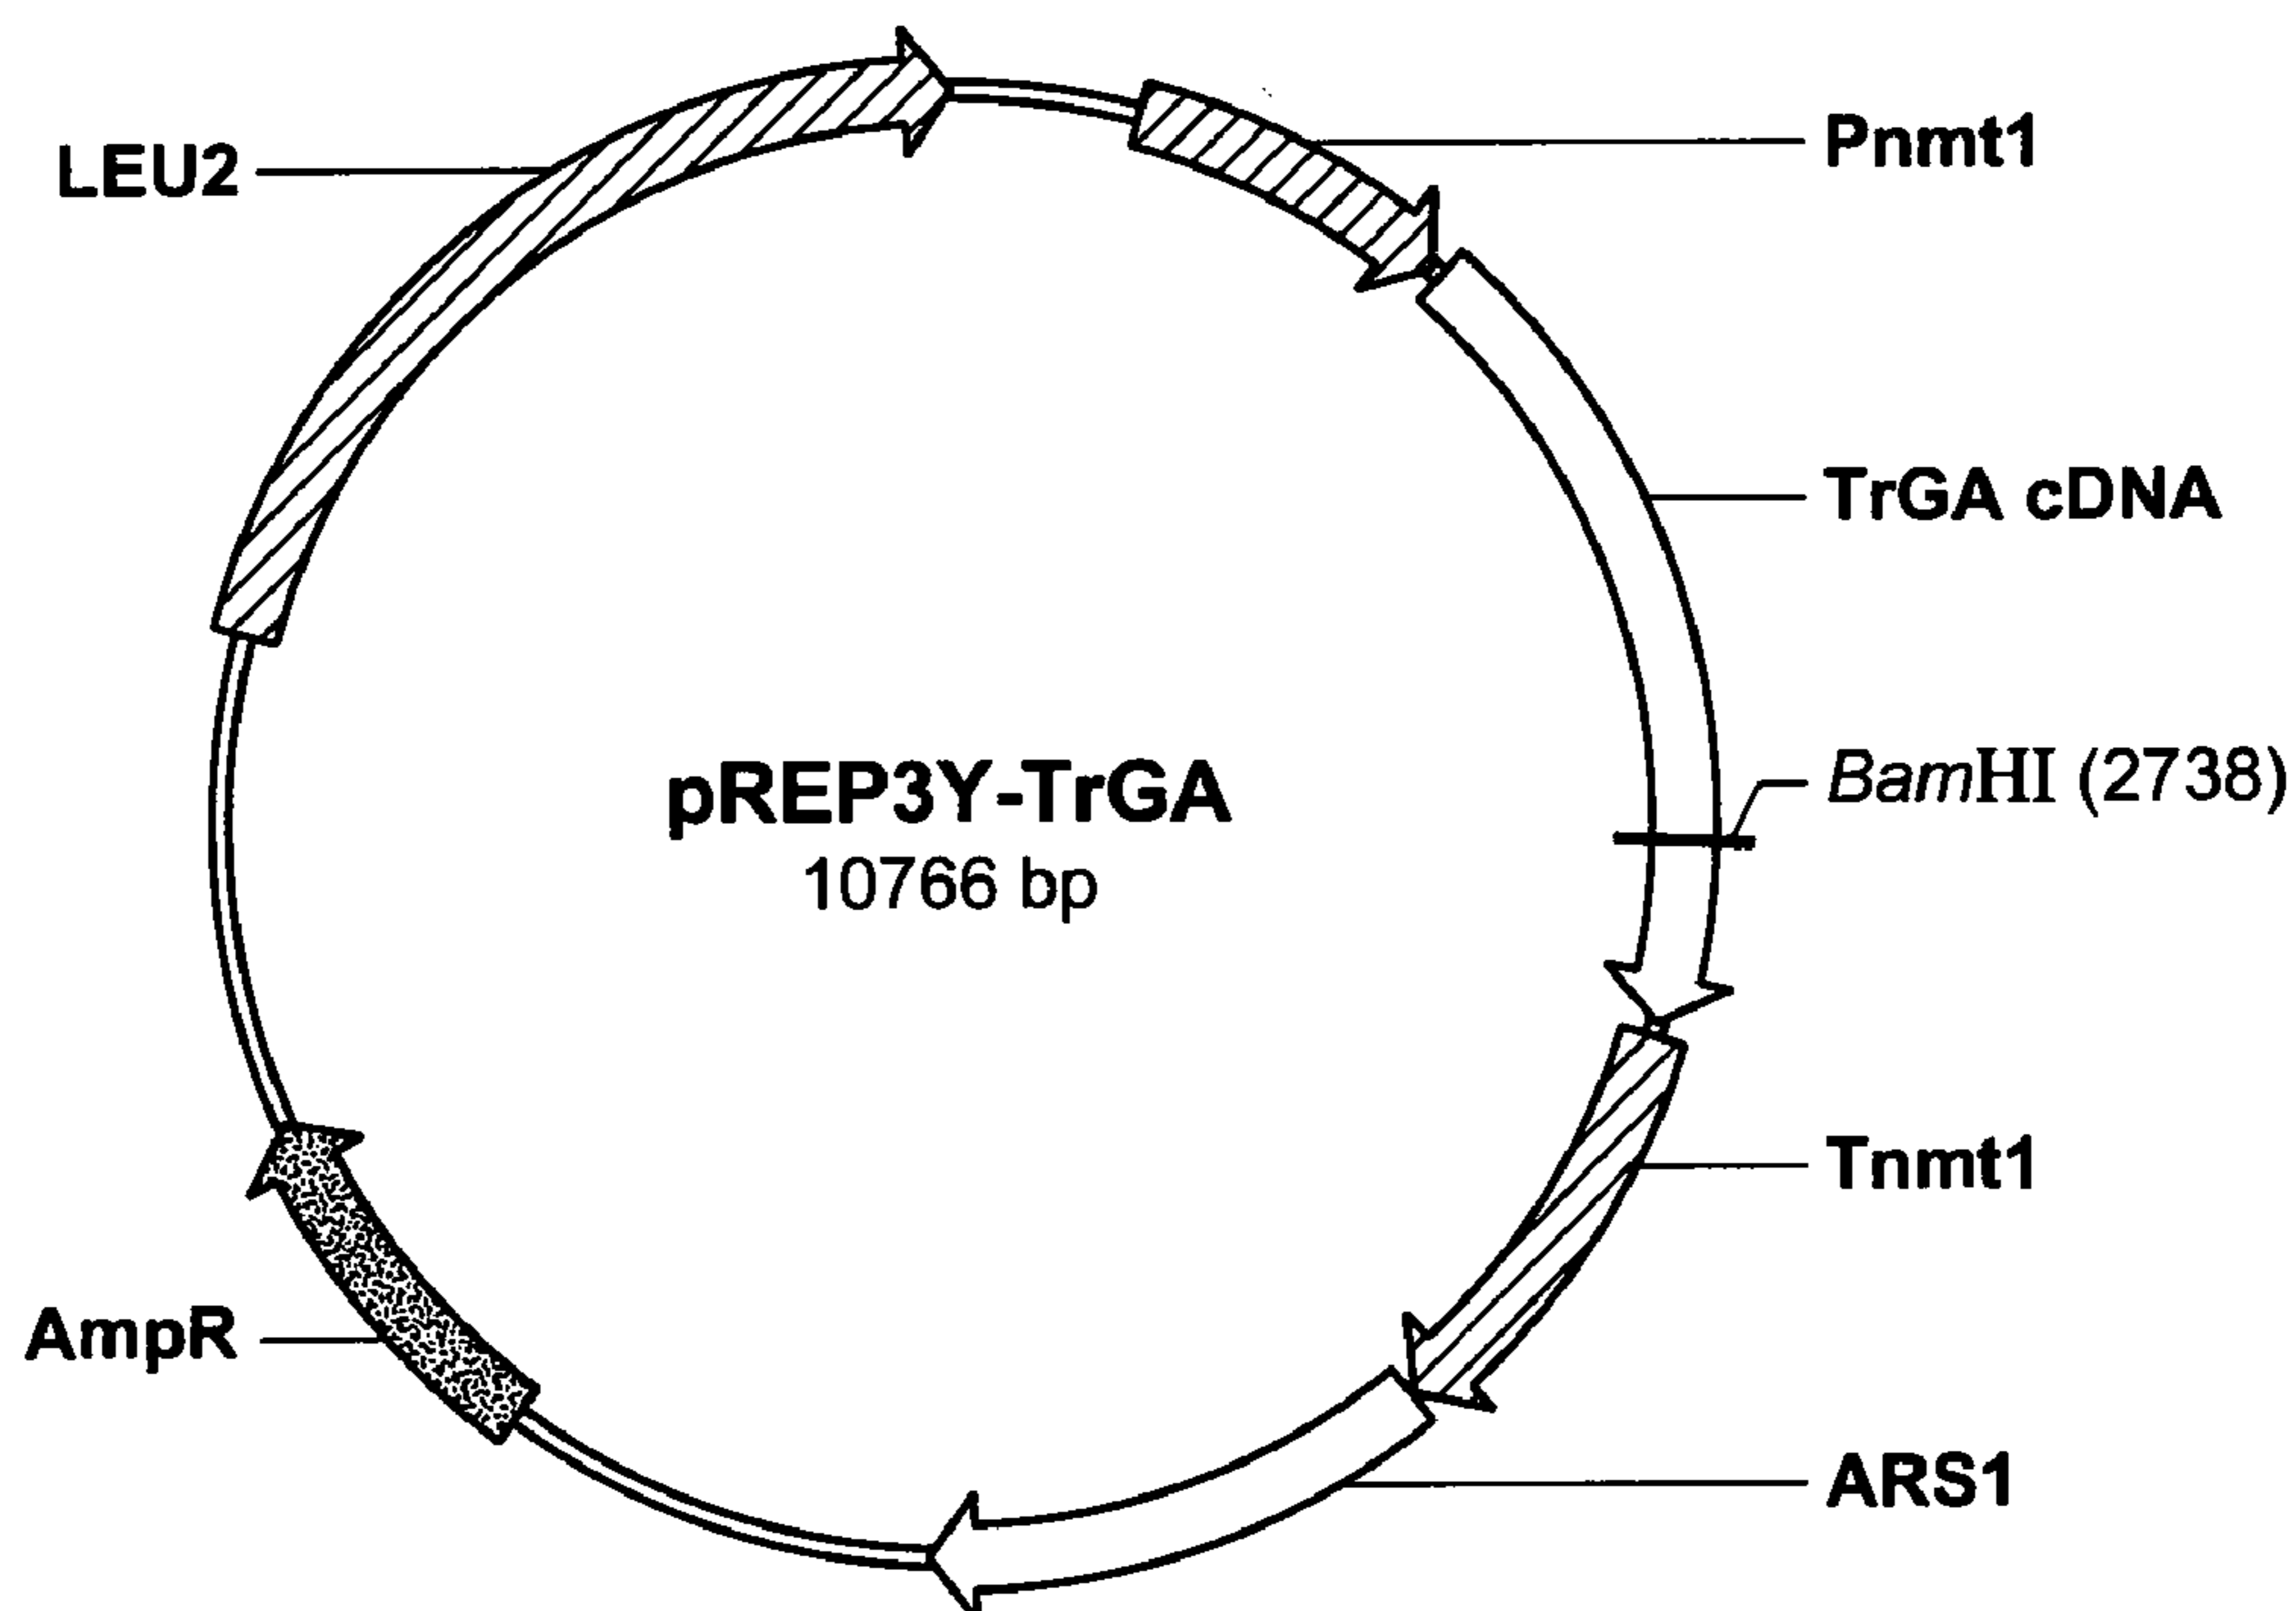 LEU2
Pnmt1
TrGA cDNA
BamHI (2738)
pREP3Y-TrGA
10766 bp
Tnmt1
AmpR
ARS1